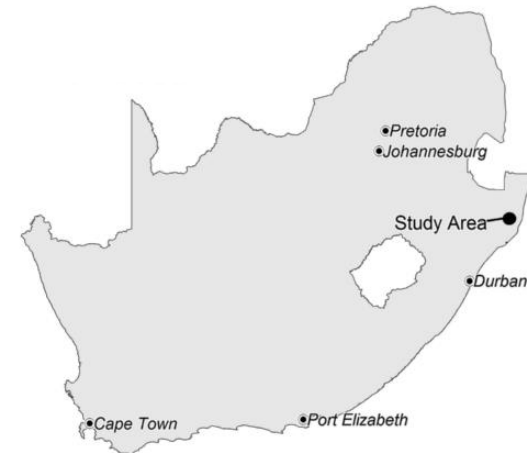 Pretoria
Johannesburg
Study Area
Durban
Cape Town
Port Elizabeth